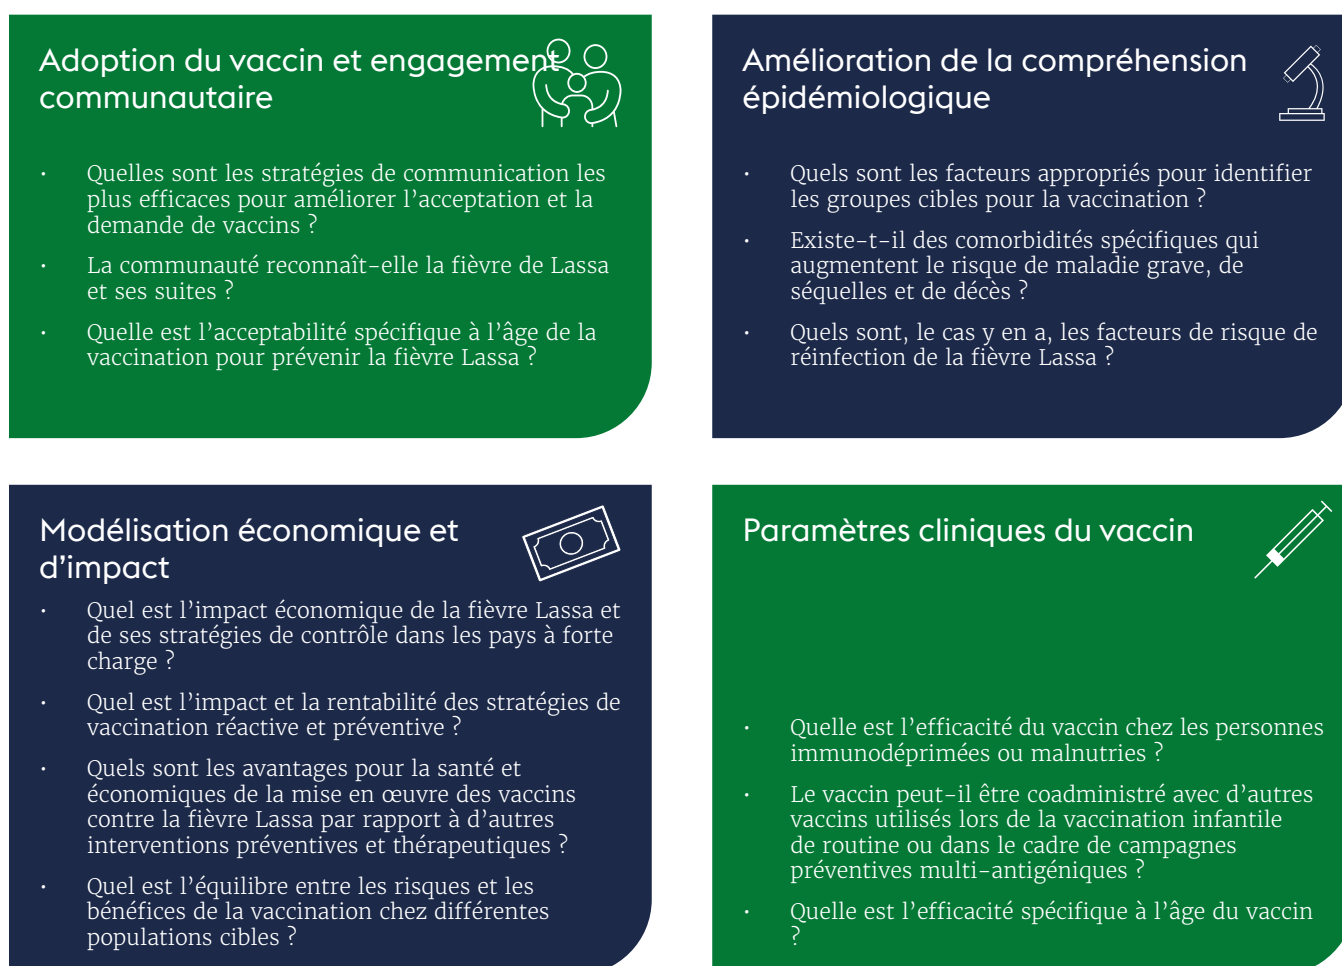 Adoption du vaccin et engagement
communautaire
• Quelles sont les stratégies de communication les
plus efficaces pour améliorer l’acceptation et la
demande de vaccins ?
• La communauté reconnaît-elle la fièvre de Lassa
et ses suites ?
• Quelle est l’acceptabilité spécifique à l’âge de la
vaccination pour prévenir la fièvre Lassa ?
Amélioration de la compréhension
épidémiologique
• Quels sont les facteurs appropriés pour identifier
les groupes cibles pour la vaccination ?
• Existe-t-il des comorbidités spécifiques qui
augmentent le risque de maladie grave, de
séquelles et de décès ?
• Quels sont, le cas y en a, les facteurs de risque de
réinfection de la fièvre Lassa ?
Modélisation économique et
d’impact
• Quel est l’impact économique de la fièvre Lassa et
de ses stratégies de contrôle dans les pays à forte
charge ?
• Quel est l’impact et la rentabilité des stratégies de
vaccination réactive et préventive ?
• Quels sont les avantages pour la santé et
économiques de la mise en œuvre des vaccins
contre la fièvre Lassa par rapport à d’autres
interventions préventives et thérapeutiques ?
• Quel est l’équilibre entre les risques et les
bénéfices de la vaccination chez différentes
populations cibles ?
Paramètres cliniques du vaccin
• Quelle est l’efficacité du vaccin chez les personnes
immunodéprimées ou malnutries ?
• Le vaccin peut-il être coadministré avec d’autres
vaccins utilisés lors de la vaccination infantile
de routine ou dans le cadre de campagnes
préventives multi-antigéniques ?
• Quelle est l’efficacité spécifique à l’âge du vaccin
?